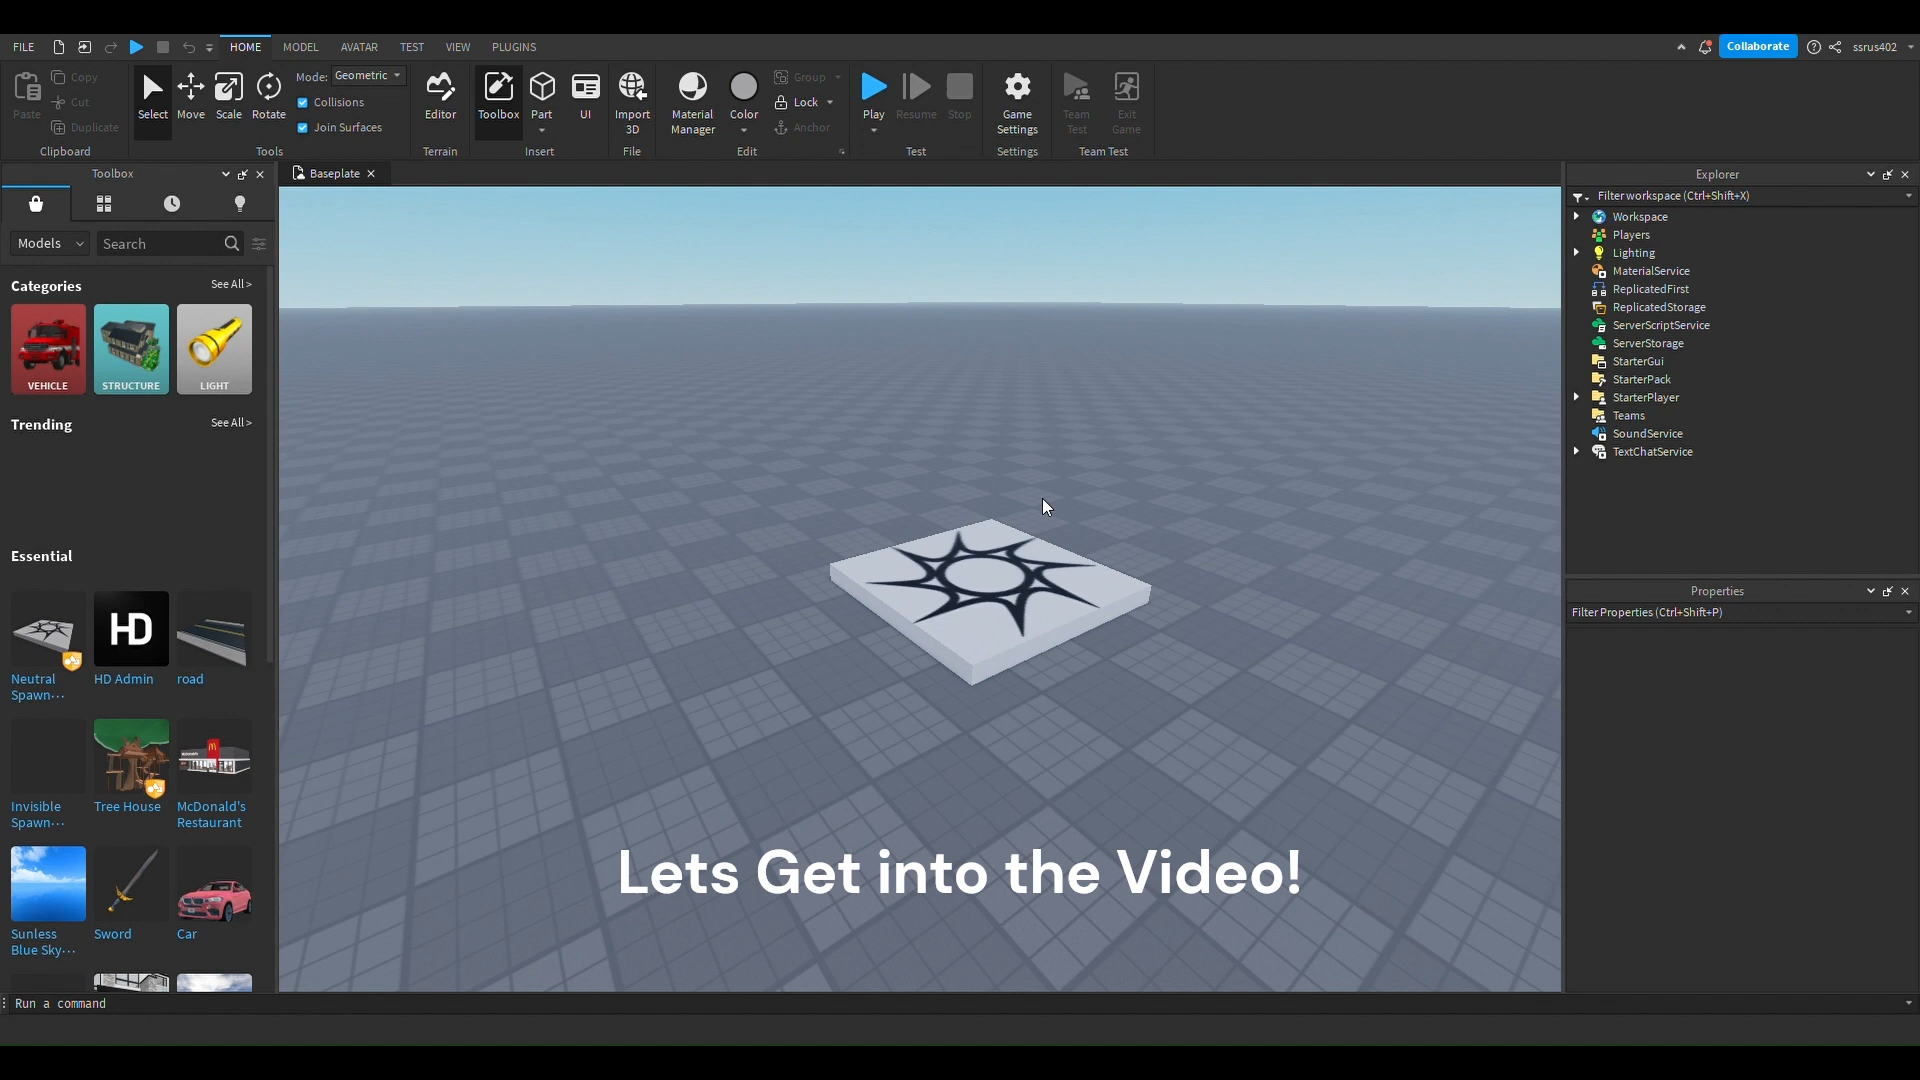 FILE
HOME
MODEL
AVATAR
TEST
VIEW
PLUGINS
Collaborate
ssrus402
Paste
Copy
Cut
Duplicate
Clipboard
Select
Move
Scale
Rotate
Mode: Geometric
Collisions
Join Surfaces
Tools
Editor
Terrain
Toolbox
Part
UI
Insert
Import
3D
File
Material
Manager
Color
Group
Lock
Anchor
Edit
Play
Resume
Stop
Test
Game
Settings
Settings
Team
Test
Exit
Game
Team Test
Toolbox
Models
Search
Categories
See All >
VEHICLE
STRUCTURE
LIGHT
Trending
See All >
Essential
HD
Neutral
Spawn···
HD Admin
road
Invisible
Spawn···
Tree House
McDonald's
Restaurant
Sunless
Blue Sky···
Sword
Car
Baseplate
Lets Get into the Video!
Explorer
Filter workspace (Ctrl+Shift+X)
Workspace
Players
Lighting
MaterialService
ReplicatedFirst
ReplicatedStorage
ServerScriptService
ServerStorage
StarterGui
StarterPack
StarterPlayer
Teams
SoundService
TextChatService
Properties
Filter Properties (Ctrl+Shift+P)
Run a command